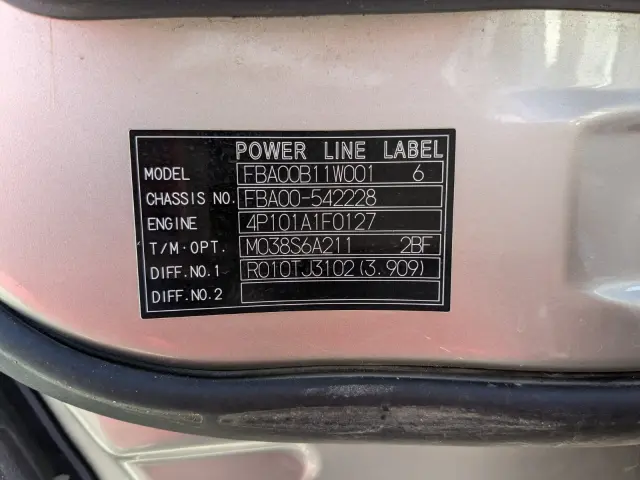 POWER LINE LABEL
MODEL FBA00B11W001 6
CHASSIS NO. FBA00-542228
ENGINE 4P101A1F0127
T/M·OPT. M038S6A211 2BF
DIFF.NO.1 R010TJ3102(3.909)
DIFF.NO.2